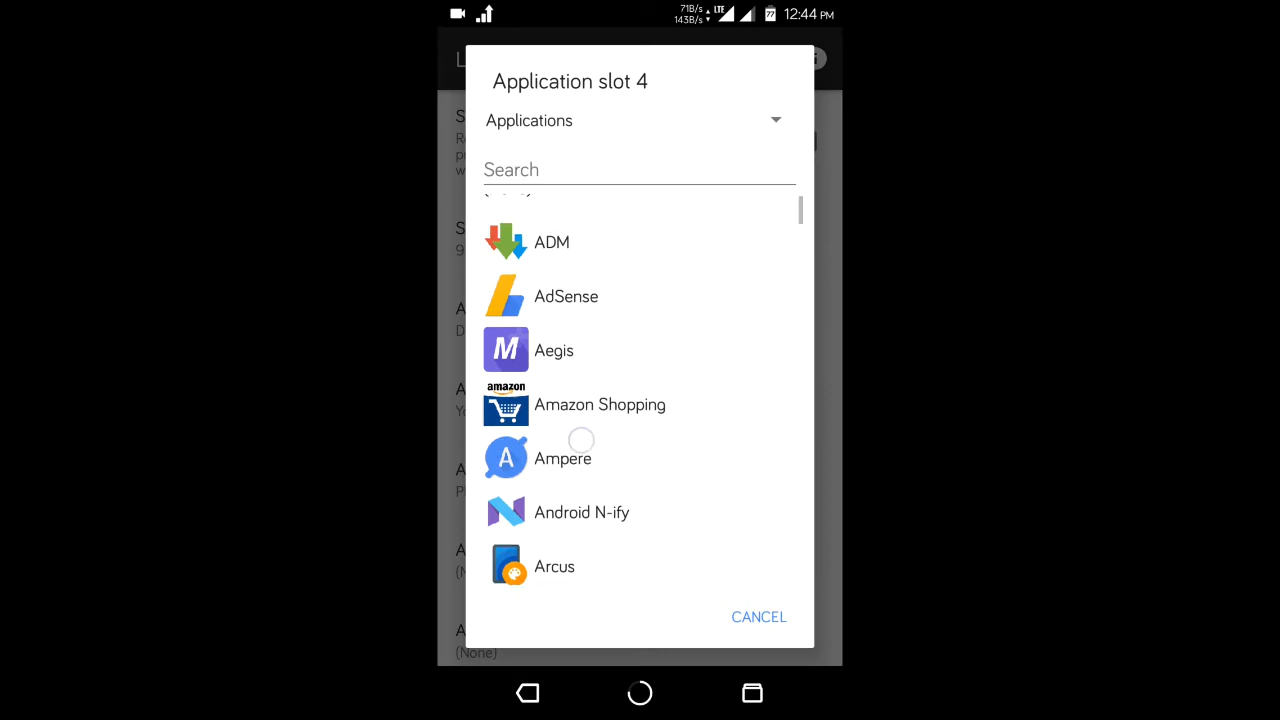 71B/s
143B/s
LTE
77
12:44 PM
Application slot 4
Applications
Search
ADM
AdSense
M
Aegis
amazon
Amazon Shopping
A
Ampere
Android N-ify
Arcus
CANCEL
(None)